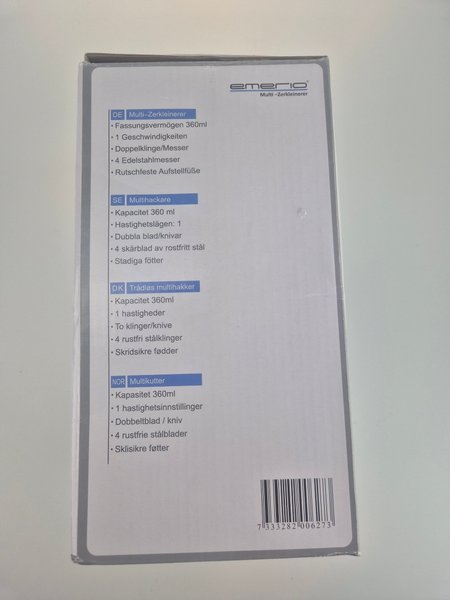 emerio
Multi-Zerkleinerer
DE Multi-Zerkleinerer
• Fassungsvermögen 360ml
• 1 Geschwindigkeiten
• Doppelklinge/Messer
• 4 Edelstahlmesser
• Rutschfeste Aufstellfüße
SE Multihackare
• Kapacitet 360 ml
• Hastighetslägen: 1
• Dubbla blad/knivar
• 4 skärblad av rostfritt stål
• Stadiga fötter
DK Trådløs multihakker
• Kapacitet 360ml
• 1 hastigheder
• To klinger/knive
• 4 rustfri stålklinger
• Skridsikre fødder
NOR Multikutter
• Kapasitet 360ml
• 1 hastighetsinnstillinger
• Dobbeltblad / kniv
• 4 rustfrie stålblader
• Sklisikre føtter
7 333282 006273